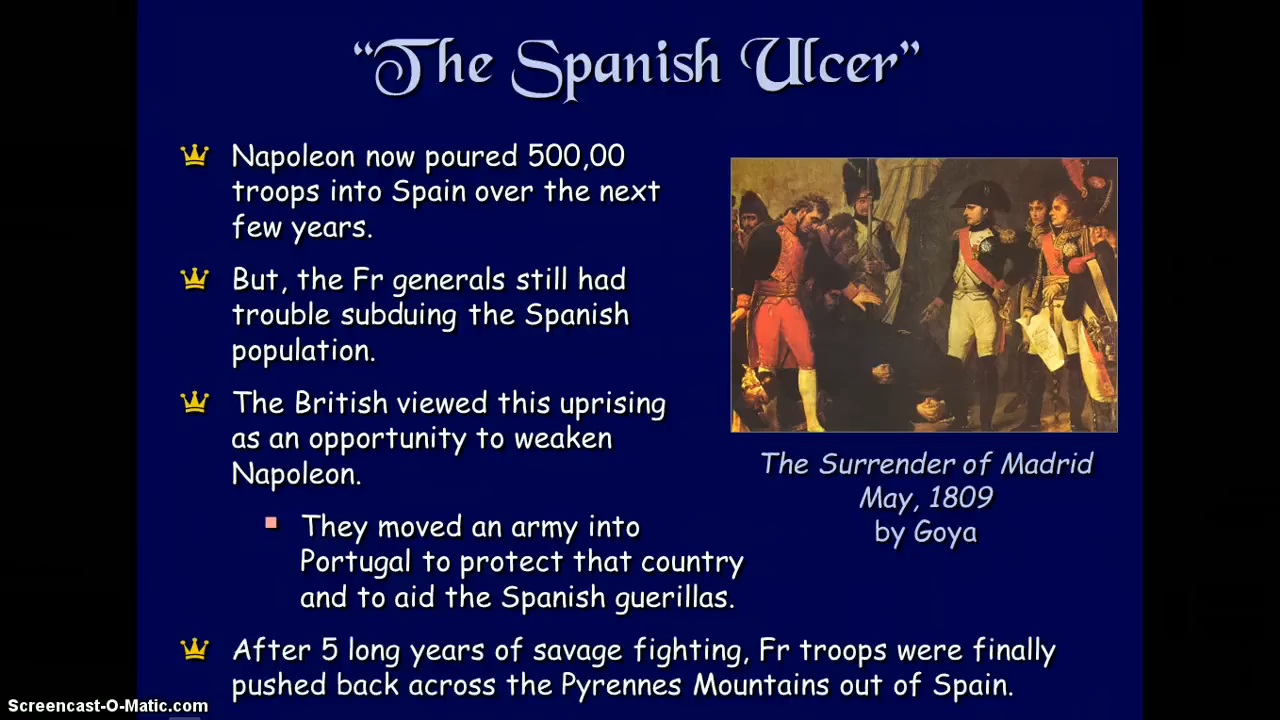 “The Spanish Ulcer”
Napoleon now poured 500,00
troops into Spain over the next
few years.
But, the Fr generals still had
trouble subduing the Spanish
population.
The British viewed this uprising
as an opportunity to weaken
Napoleon.
They moved an army into
Portugal to protect that country
and to aid the Spanish guerillas.
After 5 long years of savage fighting, Fr troops were finally
pushed back across the Pyrennes Mountains out of Spain.
The Surrender of Madrid
May, 1809
by Goya
Screencast-O-Matic.com